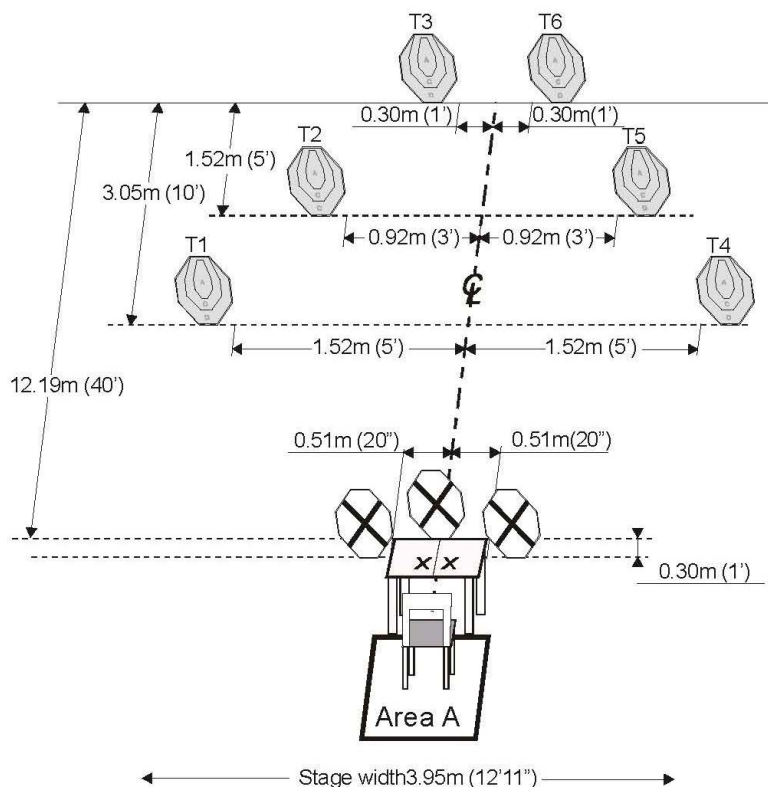 T3 T6
0.30m (1') 0.30m(1')
T2 T5
1.52m (5')
3.05m (10')
0.92m (3') 0.92m (3')
T1 T4
℄
1.52m (5') 1.52m (5')
12.19m (40')
0.51m (20") 0.51m(20")
x x
0.30m (1')
Area A
Stage width3.95m (12'11")